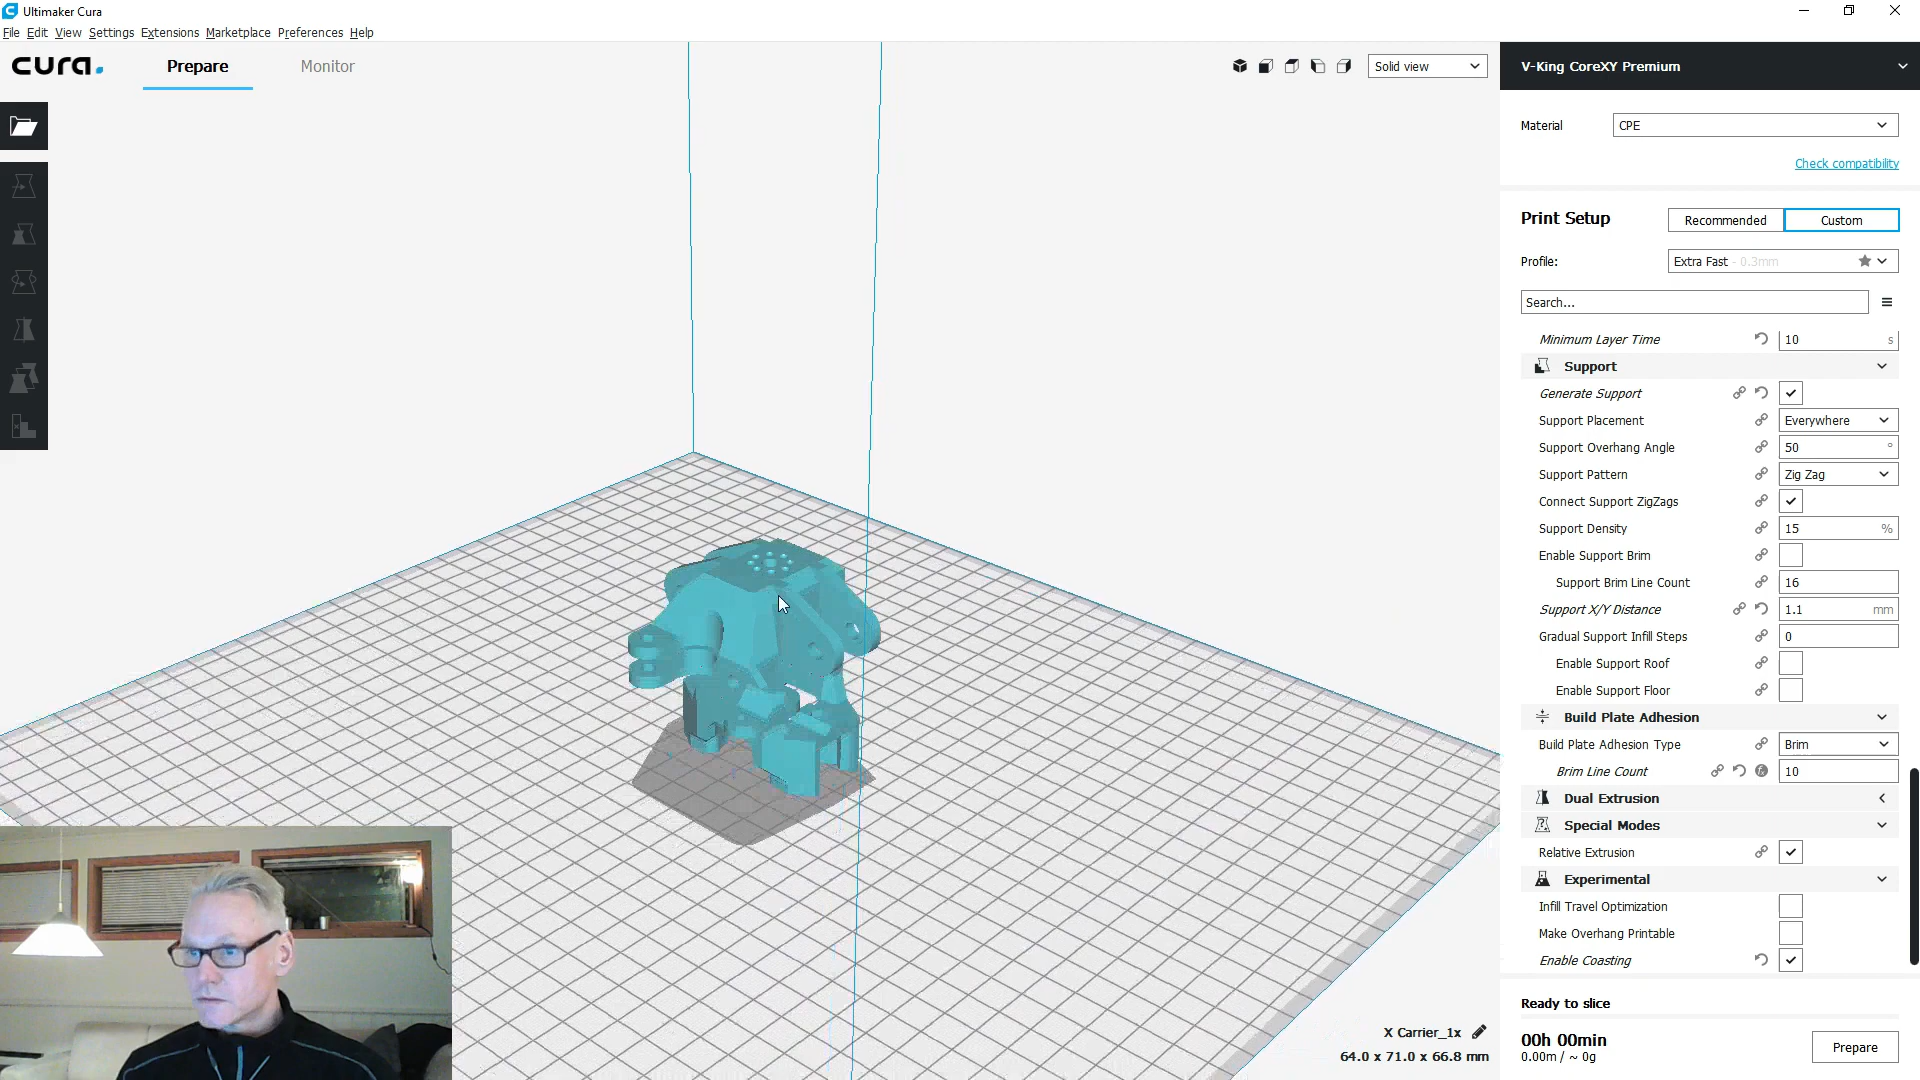 Ultimaker Cura
File Edit View Settings Extensions Marketplace Preferences Help
cura.
Prepare
Monitor
Solid view
V-King CoreXY Premium
Material
CPE
Check compatibility
Print Setup
Recommended
Custom
Profile:
Extra Fast - 0.3mm
Search...
Minimum Layer Time 10 s
Support
Generate Support
Support Placement Everywhere
Support Overhang Angle 50 °
Support Pattern Zig Zag
Connect Support ZigZags
Support Density 15 %
Enable Support Brim
Support Brim Line Count 16
Support X/Y Distance 1.1 mm
Gradual Support Infill Steps 0
Enable Support Roof
Enable Support Floor
Build Plate Adhesion
Build Plate Adhesion Type Brim
Brim Line Count 10
Dual Extrusion
Special Modes
Relative Extrusion
Experimental
Infill Travel Optimization
Make Overhang Printable
Enable Coasting
X Carrier_1x
64.0 x 71.0 x 66.8 mm
Ready to slice
00h 00min
0.00m / ~ 0g
Prepare